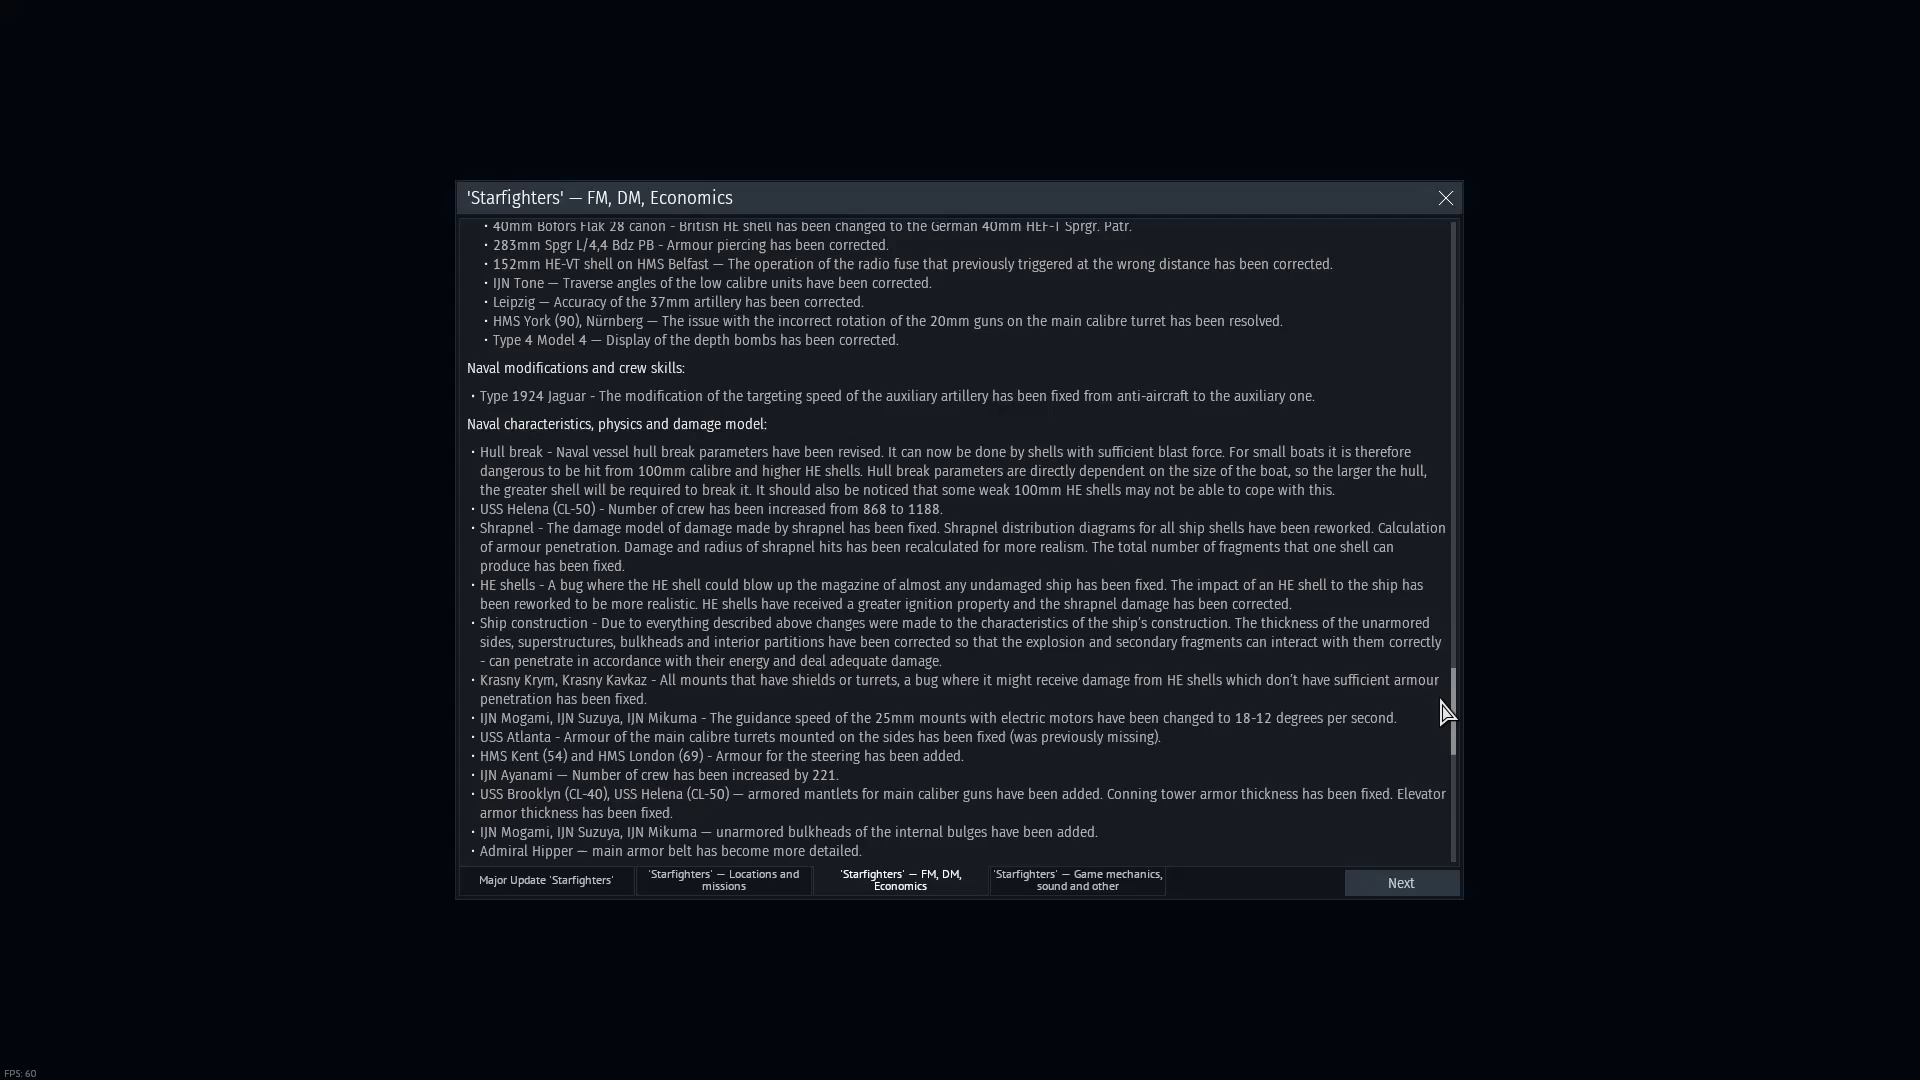 'Starfighters' — FM, DM, Economics
• 40mm Bofors Flak 28 canon - British HE shell has been changed to the German 40mm HEF-T Sprgr. Patr.
• 283mm Spgr L/4,4 Bdz PB - Armour piercing has been corrected.
• 152mm HE-VT shell on HMS Belfast — The operation of the radio fuse that previously triggered at the wrong distance has been corrected.
• IJN Tone — Traverse angles of the low calibre units have been corrected.
• Leipzig — Accuracy of the 37mm artillery has been corrected.
• HMS York (90), Nürnberg — The issue with the incorrect rotation of the 20mm guns on the main calibre turret has been resolved.
• Type 4 Model 4 — Display of the depth bombs has been corrected.
Naval modifications and crew skills:
• Type 1924 Jaguar - The modification of the targeting speed of the auxiliary artillery has been fixed from anti-aircraft to the auxiliary one.
Naval characteristics, physics and damage model:
• Hull break - Naval vessel hull break parameters have been revised. It can now be done by shells with sufficient blast force. For small boats it is therefore
dangerous to be hit from 100mm calibre and higher HE shells. Hull break parameters are directly dependent on the size of the boat, so the larger the hull,
the greater shell will be required to break it. It should also be noticed that some weak 100mm HE shells may not be able to cope with this.
• USS Helena (CL-50) - Number of crew has been increased from 868 to 1188.
• Shrapnel - The damage model of damage made by shrapnel has been fixed. Shrapnel distribution diagrams for all ship shells have been reworked. Calculation
of armour penetration. Damage and radius of shrapnel hits has been recalculated for more realism. The total number of fragments that one shell can
produce has been fixed.
• HE shells - A bug where the HE shell could blow up the magazine of almost any undamaged ship has been fixed. The impact of an HE shell to the ship has
been reworked to be more realistic. HE shells have received a greater ignition property and the shrapnel damage has been corrected.
• Ship construction - Due to everything described above changes were made to the characteristics of the ship's construction. The thickness of the unarmored
sides, superstructures, bulkheads and interior partitions have been corrected so that the explosion and secondary fragments can interact with them correctly
- can penetrate in accordance with their energy and deal adequate damage.
• Krasny Krym, Krasny Kavkaz - All mounts that have shields or turrets, a bug where it might receive damage from HE shells which don't have sufficient armour
penetration has been fixed.
• IJN Mogami, IJN Suzuya, IJN Mikuma - The guidance speed of the 25mm mounts with electric motors have been changed to 18-12 degrees per second.
• USS Atlanta - Armour of the main calibre turrets mounted on the sides has been fixed (was previously missing).
• HMS Kent (54) and HMS London (69) - Armour for the steering has been added.
• IJN Ayanami — Number of crew has been increased by 221.
• USS Brooklyn (CL-40), USS Helena (CL-50) — armored mantlets for main caliber guns have been added. Conning tower armor thickness has been fixed. Elevator
armor thickness has been fixed.
• IJN Mogami, IJN Suzuya, IJN Mikuma — unarmored bulkheads of the internal bulges have been added.
• Admiral Hipper — main armor belt has become more detailed.
Major Update 'Starfighters'
'Starfighters' — Locations and
missions
'Starfighters' — FM, DM,
Economics
'Starfighters' — Game mechanics,
sound and other
Next
FPS: 60